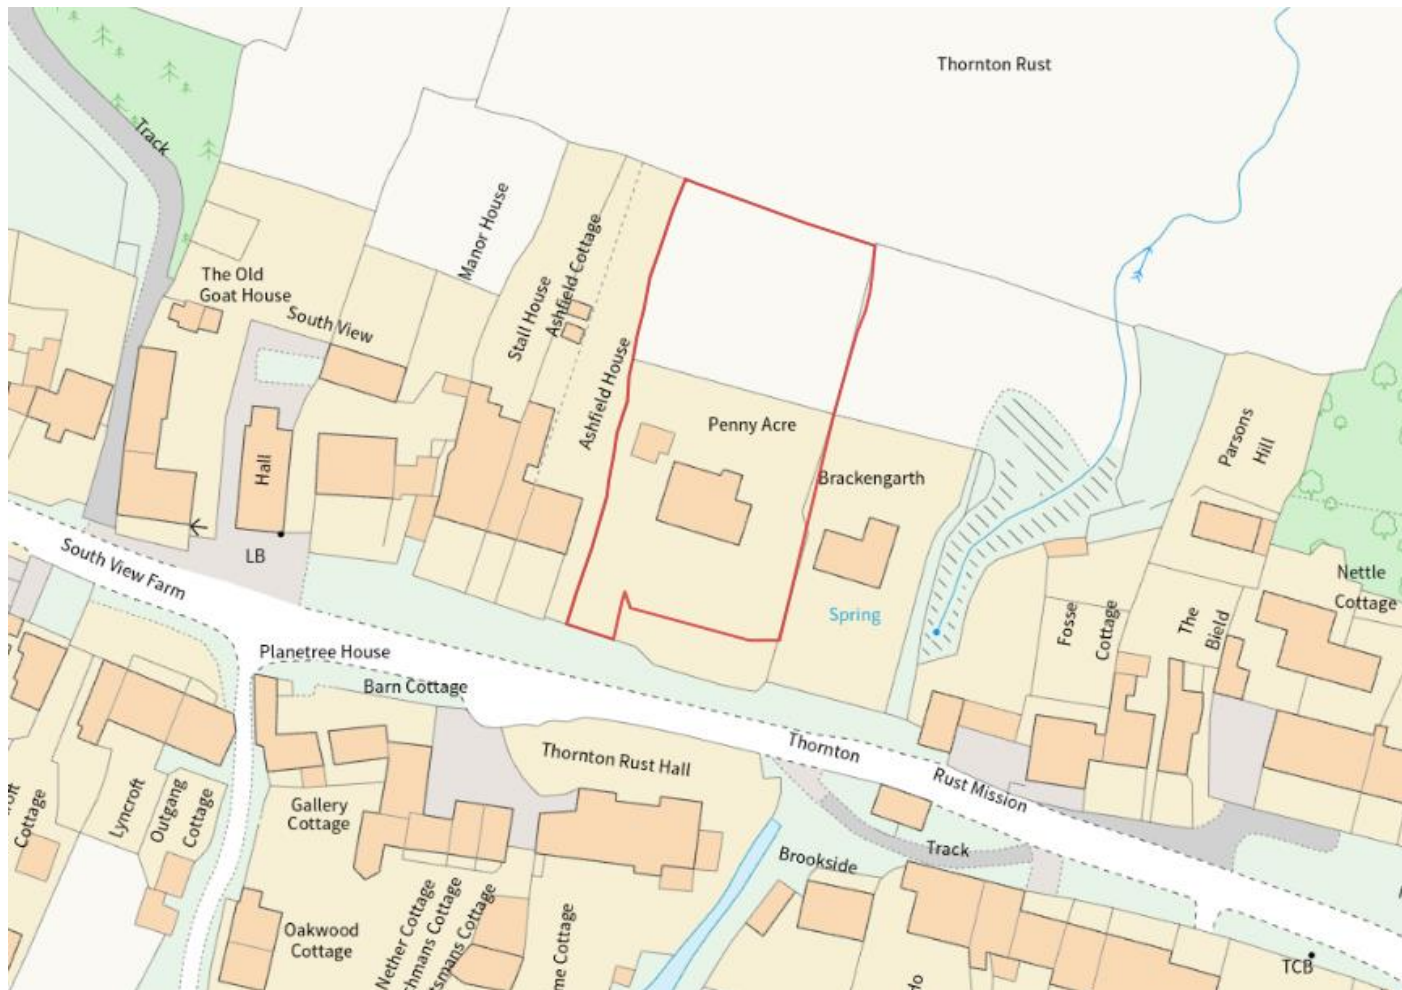 Thornton Rust
Track
Manor House
The Old
Goat House
South View
Stall House
Ashfield Cottage
Ashfield House
Penny Acre
Brackengarth
Parsons
Hill
Hall
LB
South View Farm
Spring
Fosse
Cottage
The
Bield
Nettle
Cottage
Planetree House
Barn Cottage
Thornton Rust Hall
Thornton
Rust Mission
Cottage
Lyncroft
Outgang
Cottage
Gallery
Cottage
Track
Brookside
Oakwood
Cottage
Nether Cottage
Cottage
Cottage
Cottage
TCB